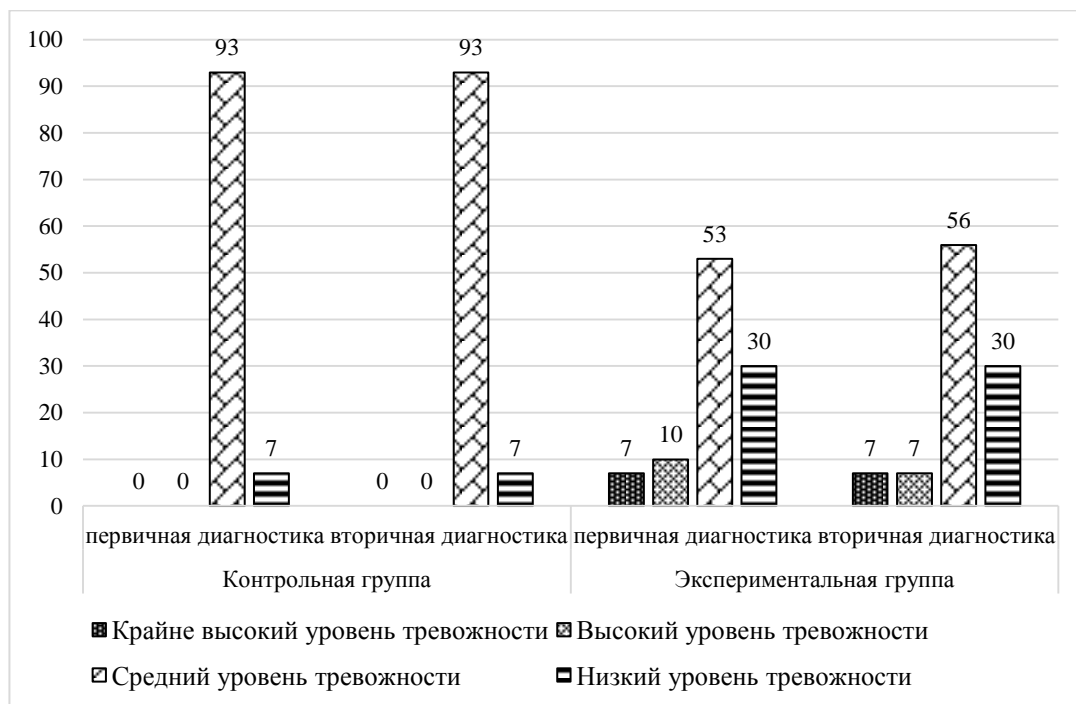 100
90
80
70
60
50
40
30
20
10
0
0 0 93 7
0 0 93 7
7 10 53 30
7 7 56 30
первичная диагностика вторичная диагностика первичная диагностика вторичная диагностика
Контрольная группа Экспериментальная группа
Крайне высокий уровень тревожности Высокий уровень тревожности
Средний уровень тревожности Низкий уровень тревожности